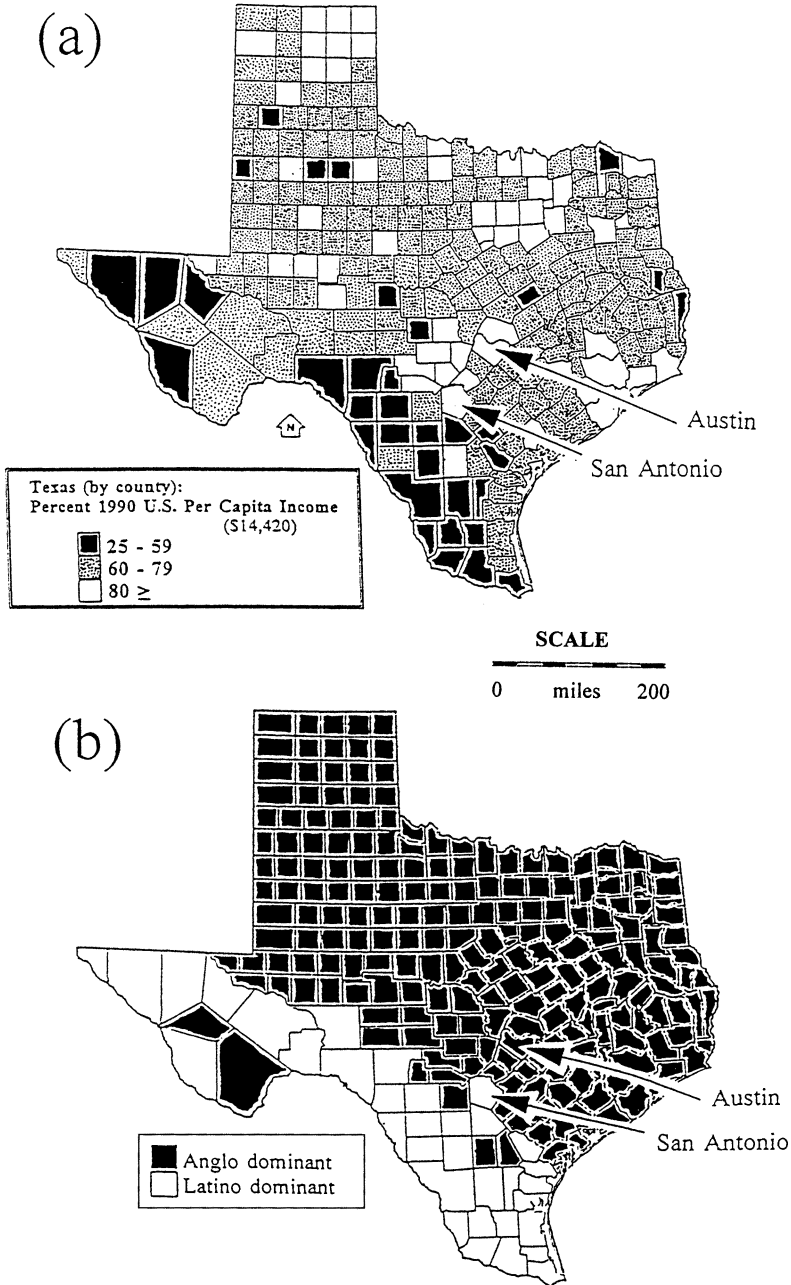 (a)
Austin
N
San Antonio
Texas (by county):
Percent 1990 U.S. Per Capita Income
($14,420)
25 - 59
60 - 79
80 ≥
SCALE
0 miles 200
(b)
Austin
San Antonio
Anglo dominant
Latino dominant